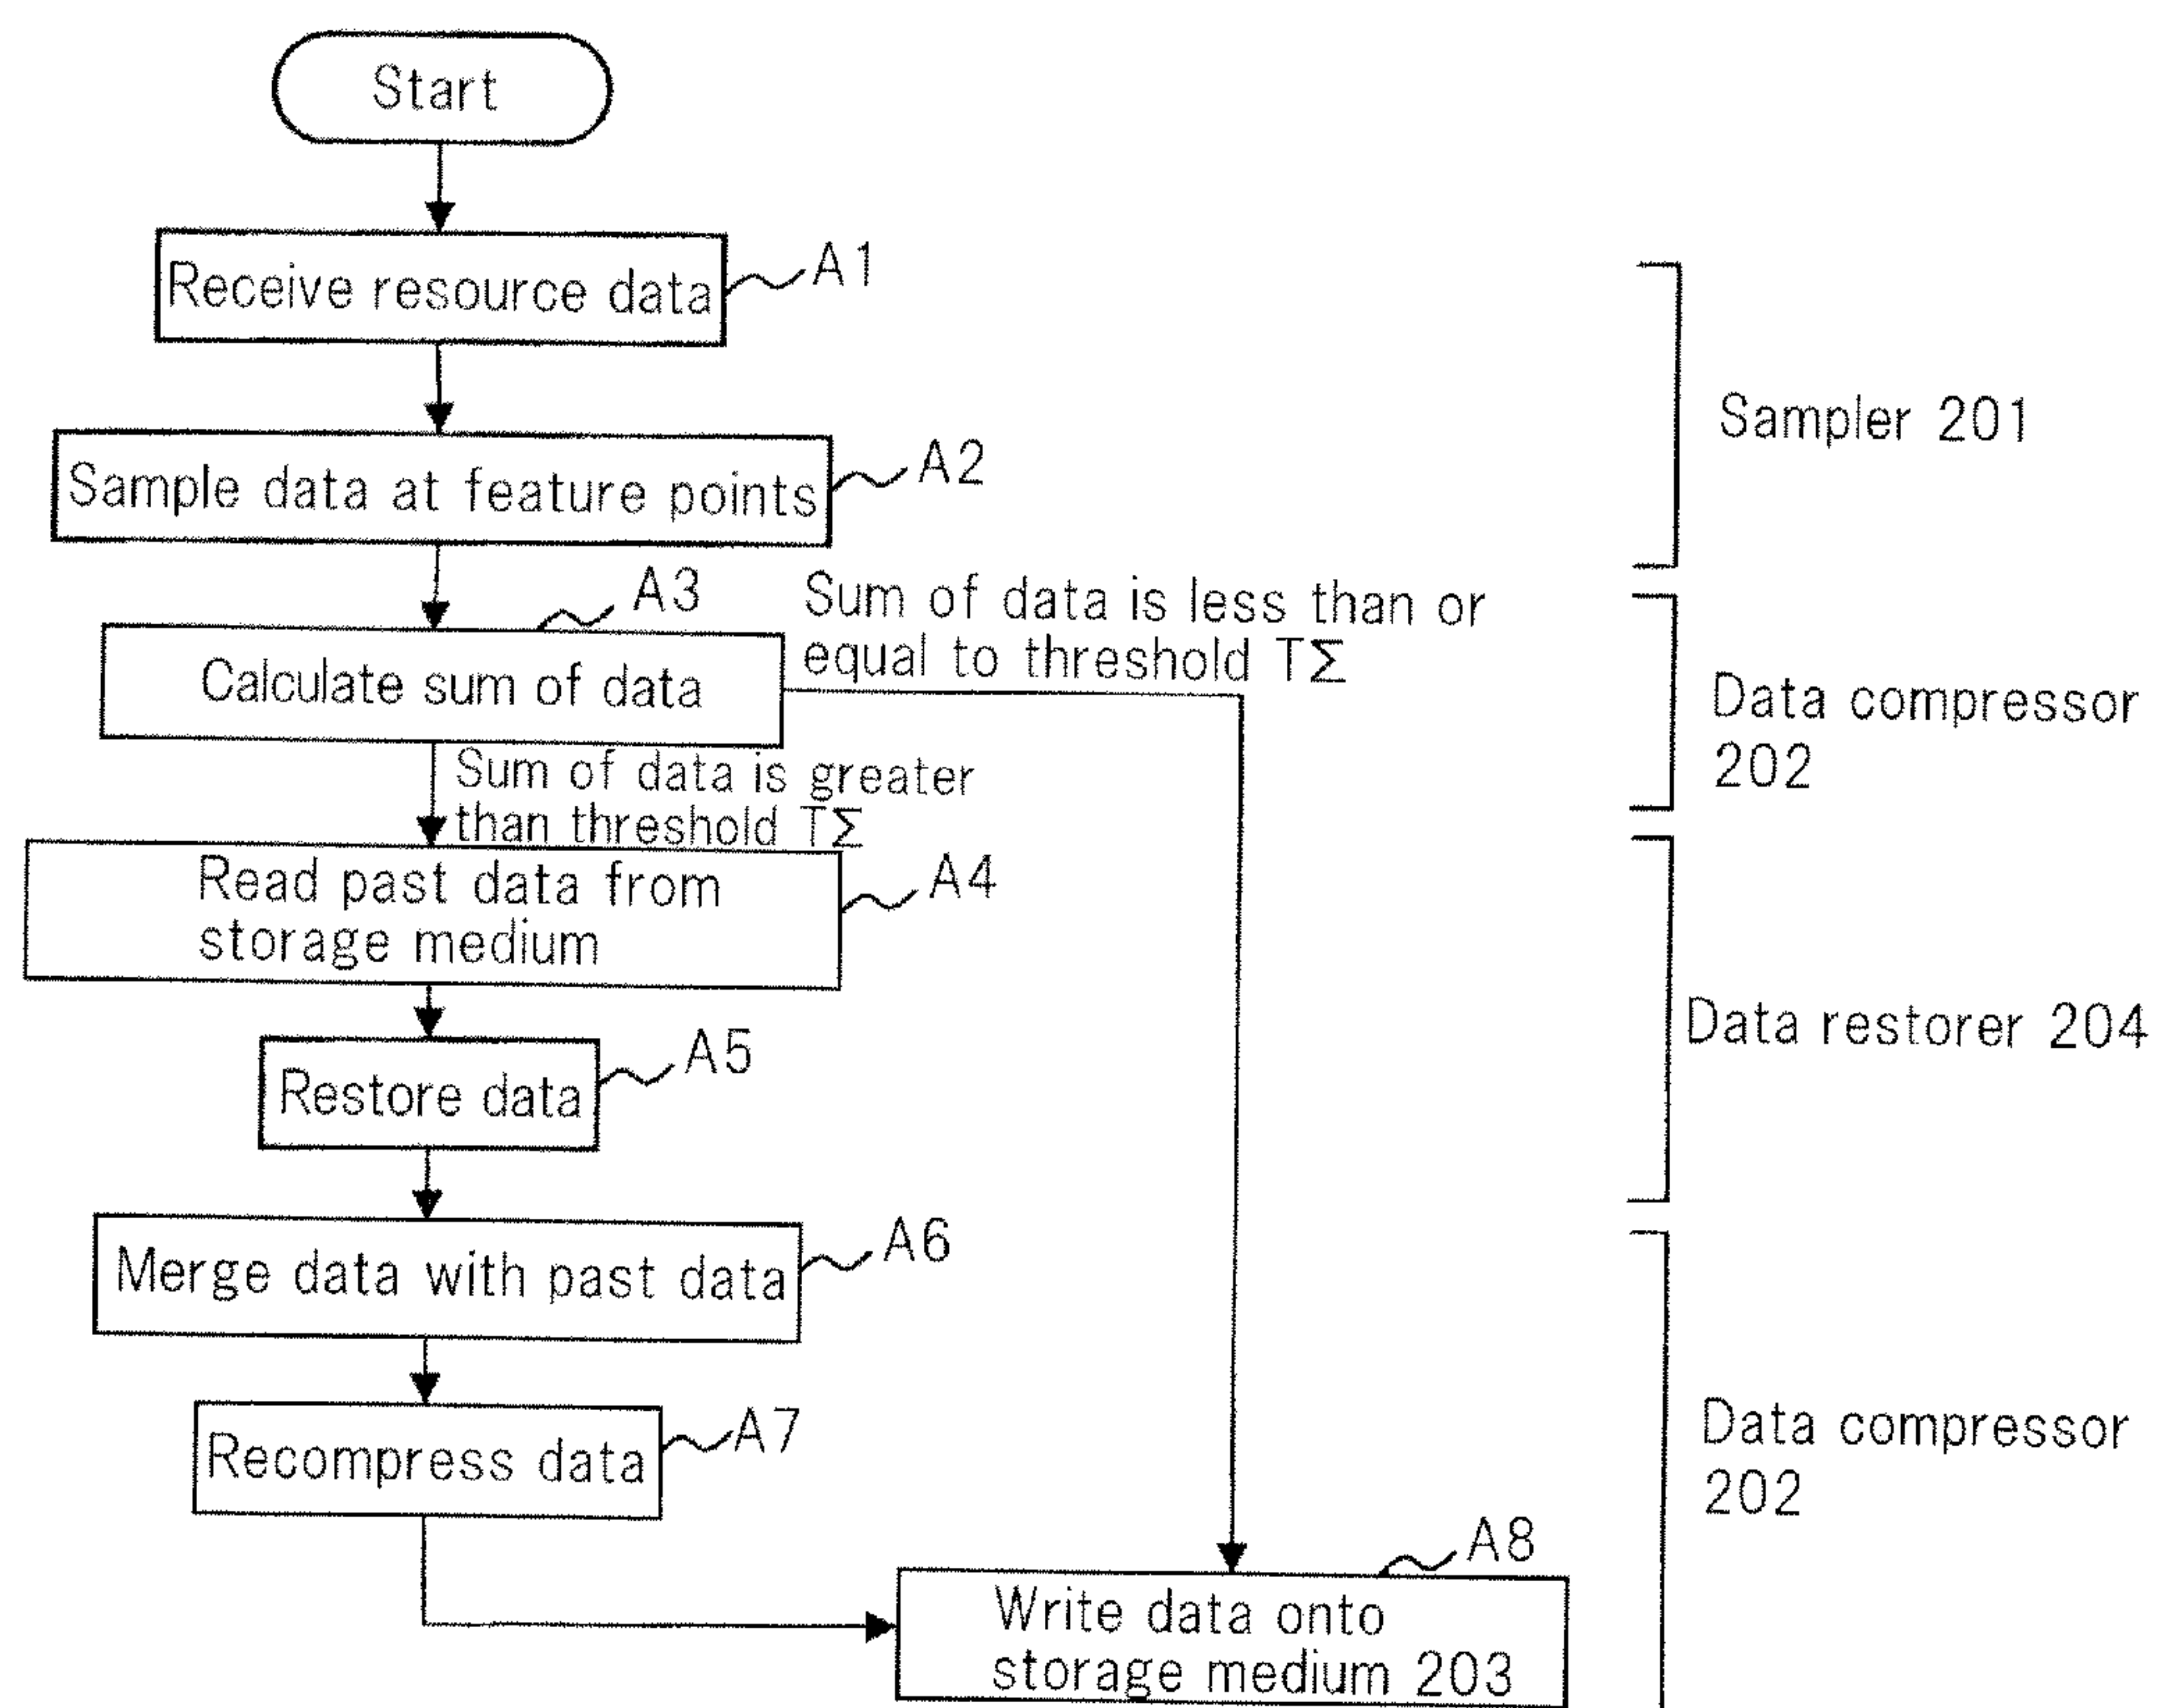 Start
Receive resource data
A1
Sample data at feature points
A2
Sampler 201
A3
Sum of data is less than or
equal to threshold TΣ
Calculate sum of data
Data compressor
202
Sum of data is greater
than threshold TΣ
Read past data from
storage medium
A4
Data restorer 204
Restore data
A5
Merge data with past data
A6
Recompress data
A7
Data compressor
202
A8
Write data onto
storage medium 203